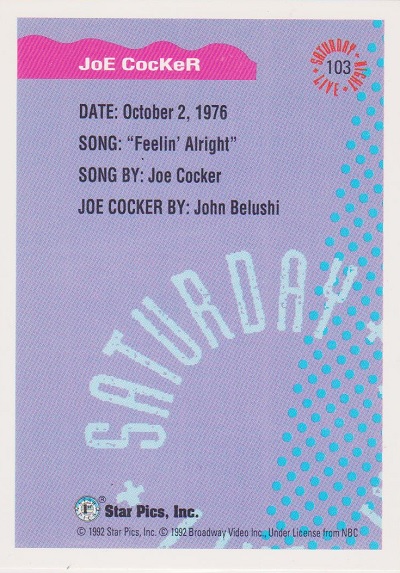 JoE CocKeR
SATURDAY NIGHT LIVE
103
DATE: October 2, 1976
SONG: “Feelin’ Alright”
SONG BY: Joe Cocker
JOE COCKER BY: John Belushi
SATURDAY
® Star Pics, Inc.
© 1992 Star Pics, Inc. © 1992 Broadway Video Inc., Under License from NBC